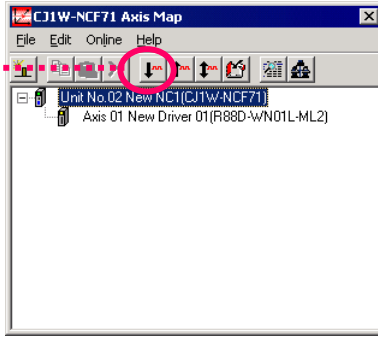 CJ1W-NCF71 Axis Map
File Edit Online Help
Unit No.02 New NC1(CJ1W-NCF71)
Axis 01 New Driver 01(R88D-WN01L-ML2)